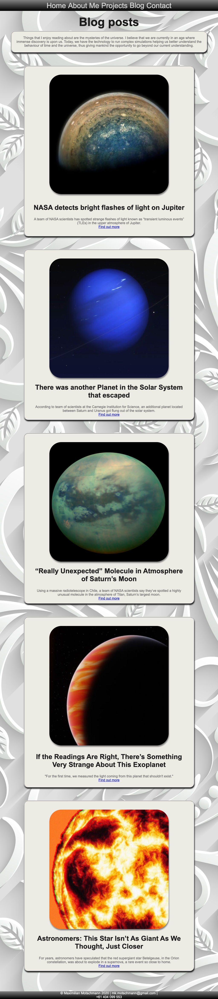 Home About Me Projects Blog Contact
Blog posts
Things that I enjoy reading about are the mysteries of the universe. I believe that we are currently in an age where
immense discovery is upon us. Today, we have the technology to run complex simulations helping us better understand the
behaviour of time and the universe, thus giving mankind the opportunity to go beyond our current understanding.
NASA detects bright flashes of light on Jupiter
A team of NASA scientists has spotted strange flashes of light known as “transient luminous events”
(TLEs) in the upper atmosphere of Jupiter.
Find out more
There was another Planet in the Solar System
that escaped
According to team of scientists at the Carnegie Institution for Science, an additional planet located
between Saturn and Uranus got flung out of the solar system.
Find out more
“Really Unexpected” Molecule in Atmosphere
of Saturn’s Moon
Using a massive radiotelescope in Chile, a team of NASA scientists say they’ve spotted a highly
unusual molecule in the atmosphere of Titan, Saturn’s largest moon.
Find out more
If the Readings Are Right, There’s Something
Very Strange About This Exoplanet
"For the first time, we measured the light coming from this planet that shouldn't exist."
Find out more
Astronomers: This Star Isn’t As Giant As We
Thought, Just Closer
For years, astronomers have speculated that the red supergiant star Betelgeuse, in the Orion
constellation, was about to explode in a supernova, a rare event so close to home.
Find out more
© Maximilian Motschmann 2020 | mk.motschmann@gmail.com |
+61 404 099 553